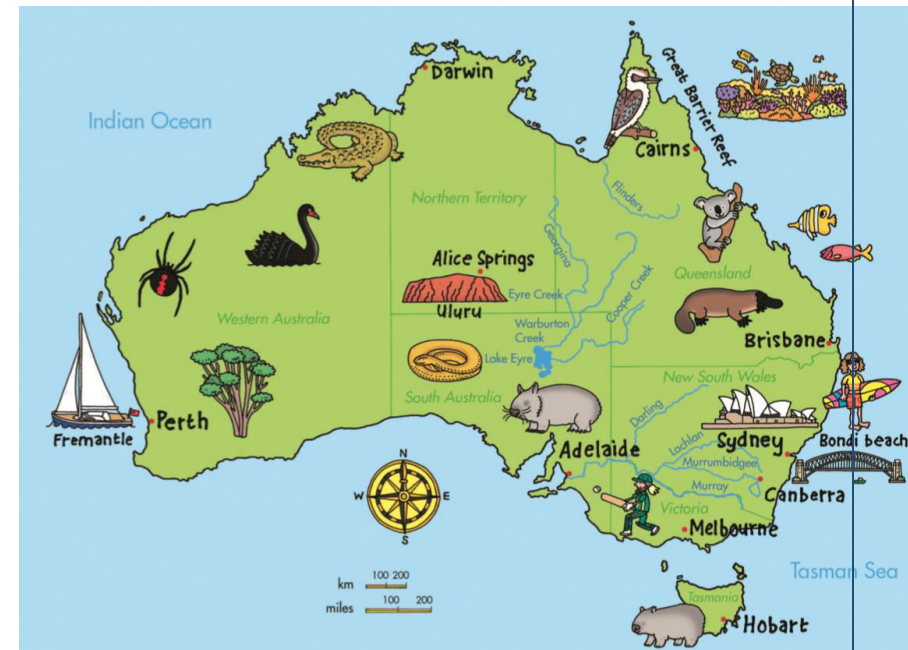 Darwin
Great Barrier Reef
Indian Ocean
Cairns
Flinders
Northern Territory
Georgina
Alice Springs
Queensland
Eyre Creek
Uluru
Cooper Creek
Western Australia
Warburton
Creek
Brisbane
Lake Eyre
New South Wales
South Australia
Darling
Perth
Fremantle
Lachlan
Sydney
Bondi beach
Adelaide
Murrumbidgee
N
W
E
S
Murray
Canberra
Victoria
Melbourne
Tasman Sea
km
100 200
miles
100 200
Tasmania
Hobart